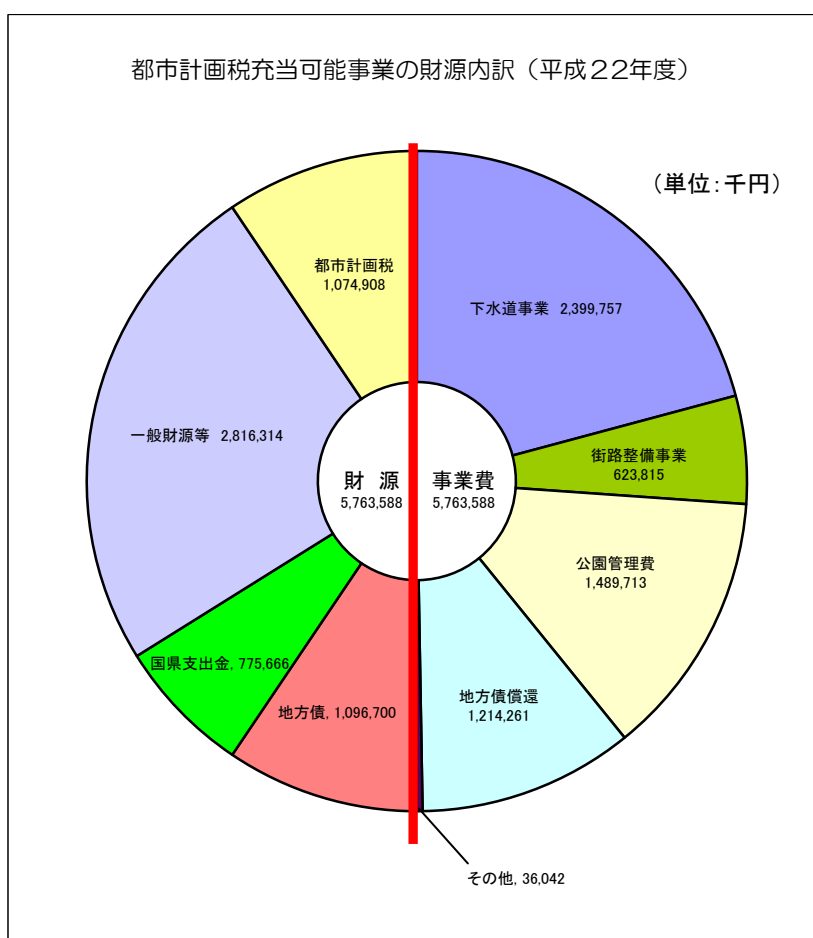 都市計画税充当可能事業の財源内訳（平成２２年度）
（単位：千円）
都市計画税
1,074,908
下水道事業 2,399,757
一般財源等 2,816,314
街路整備事業
623,815
財 源
5,763,588
事業費
5,763,588
公園管理費
1,489,713
国県支出金, 775,666
地方債, 1,096,700
地方債償還
1,214,261
その他, 36,042